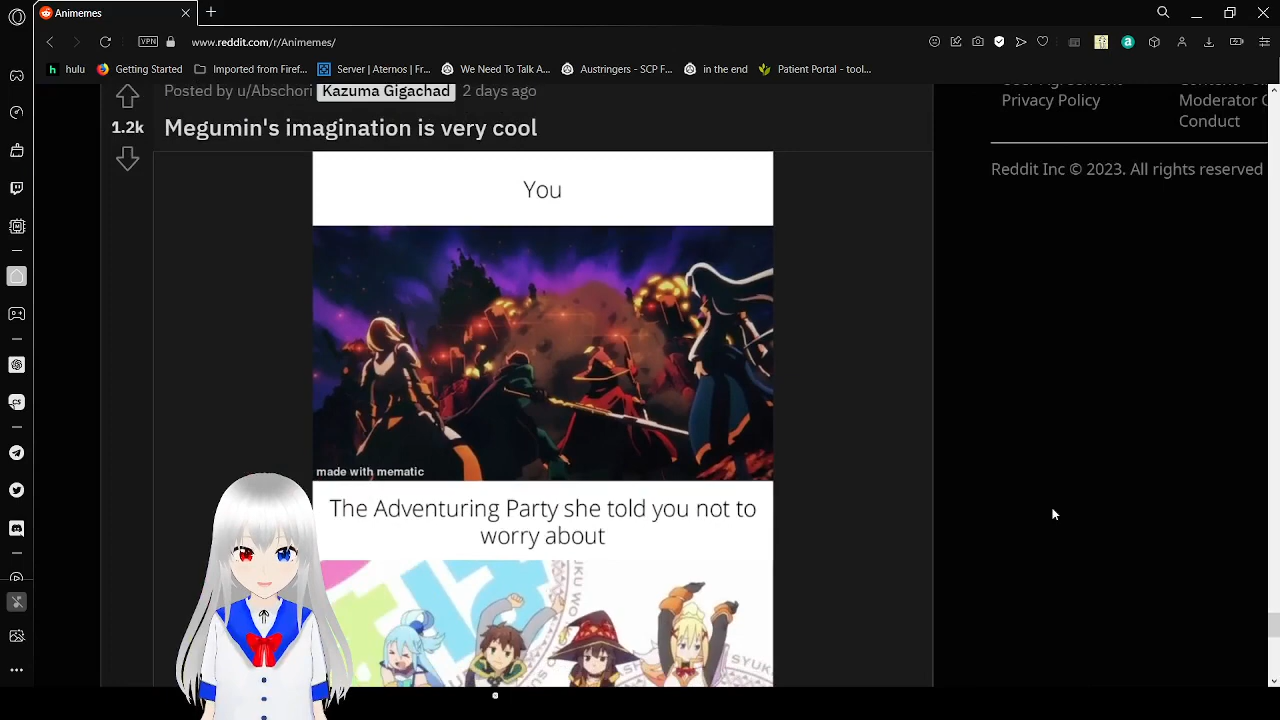 Animemes
VPN
www.reddit.com/r/Animemes/
hulu
Getting Started
Imported from Firef...
Server | Aternos | Fr...
We Need To Talk A...
Austringers - SCP F...
in the end
Patient Portal - tool...
Posted by u/Abschori Kazuma Gigachad 2 days ago
1.2k
Megumin's imagination is very cool
You
made with mematic
The Adventuring Party she told you not to
worry about
Privacy Policy
Moderator C
Conduct
Reddit Inc © 2023. All rights reserved